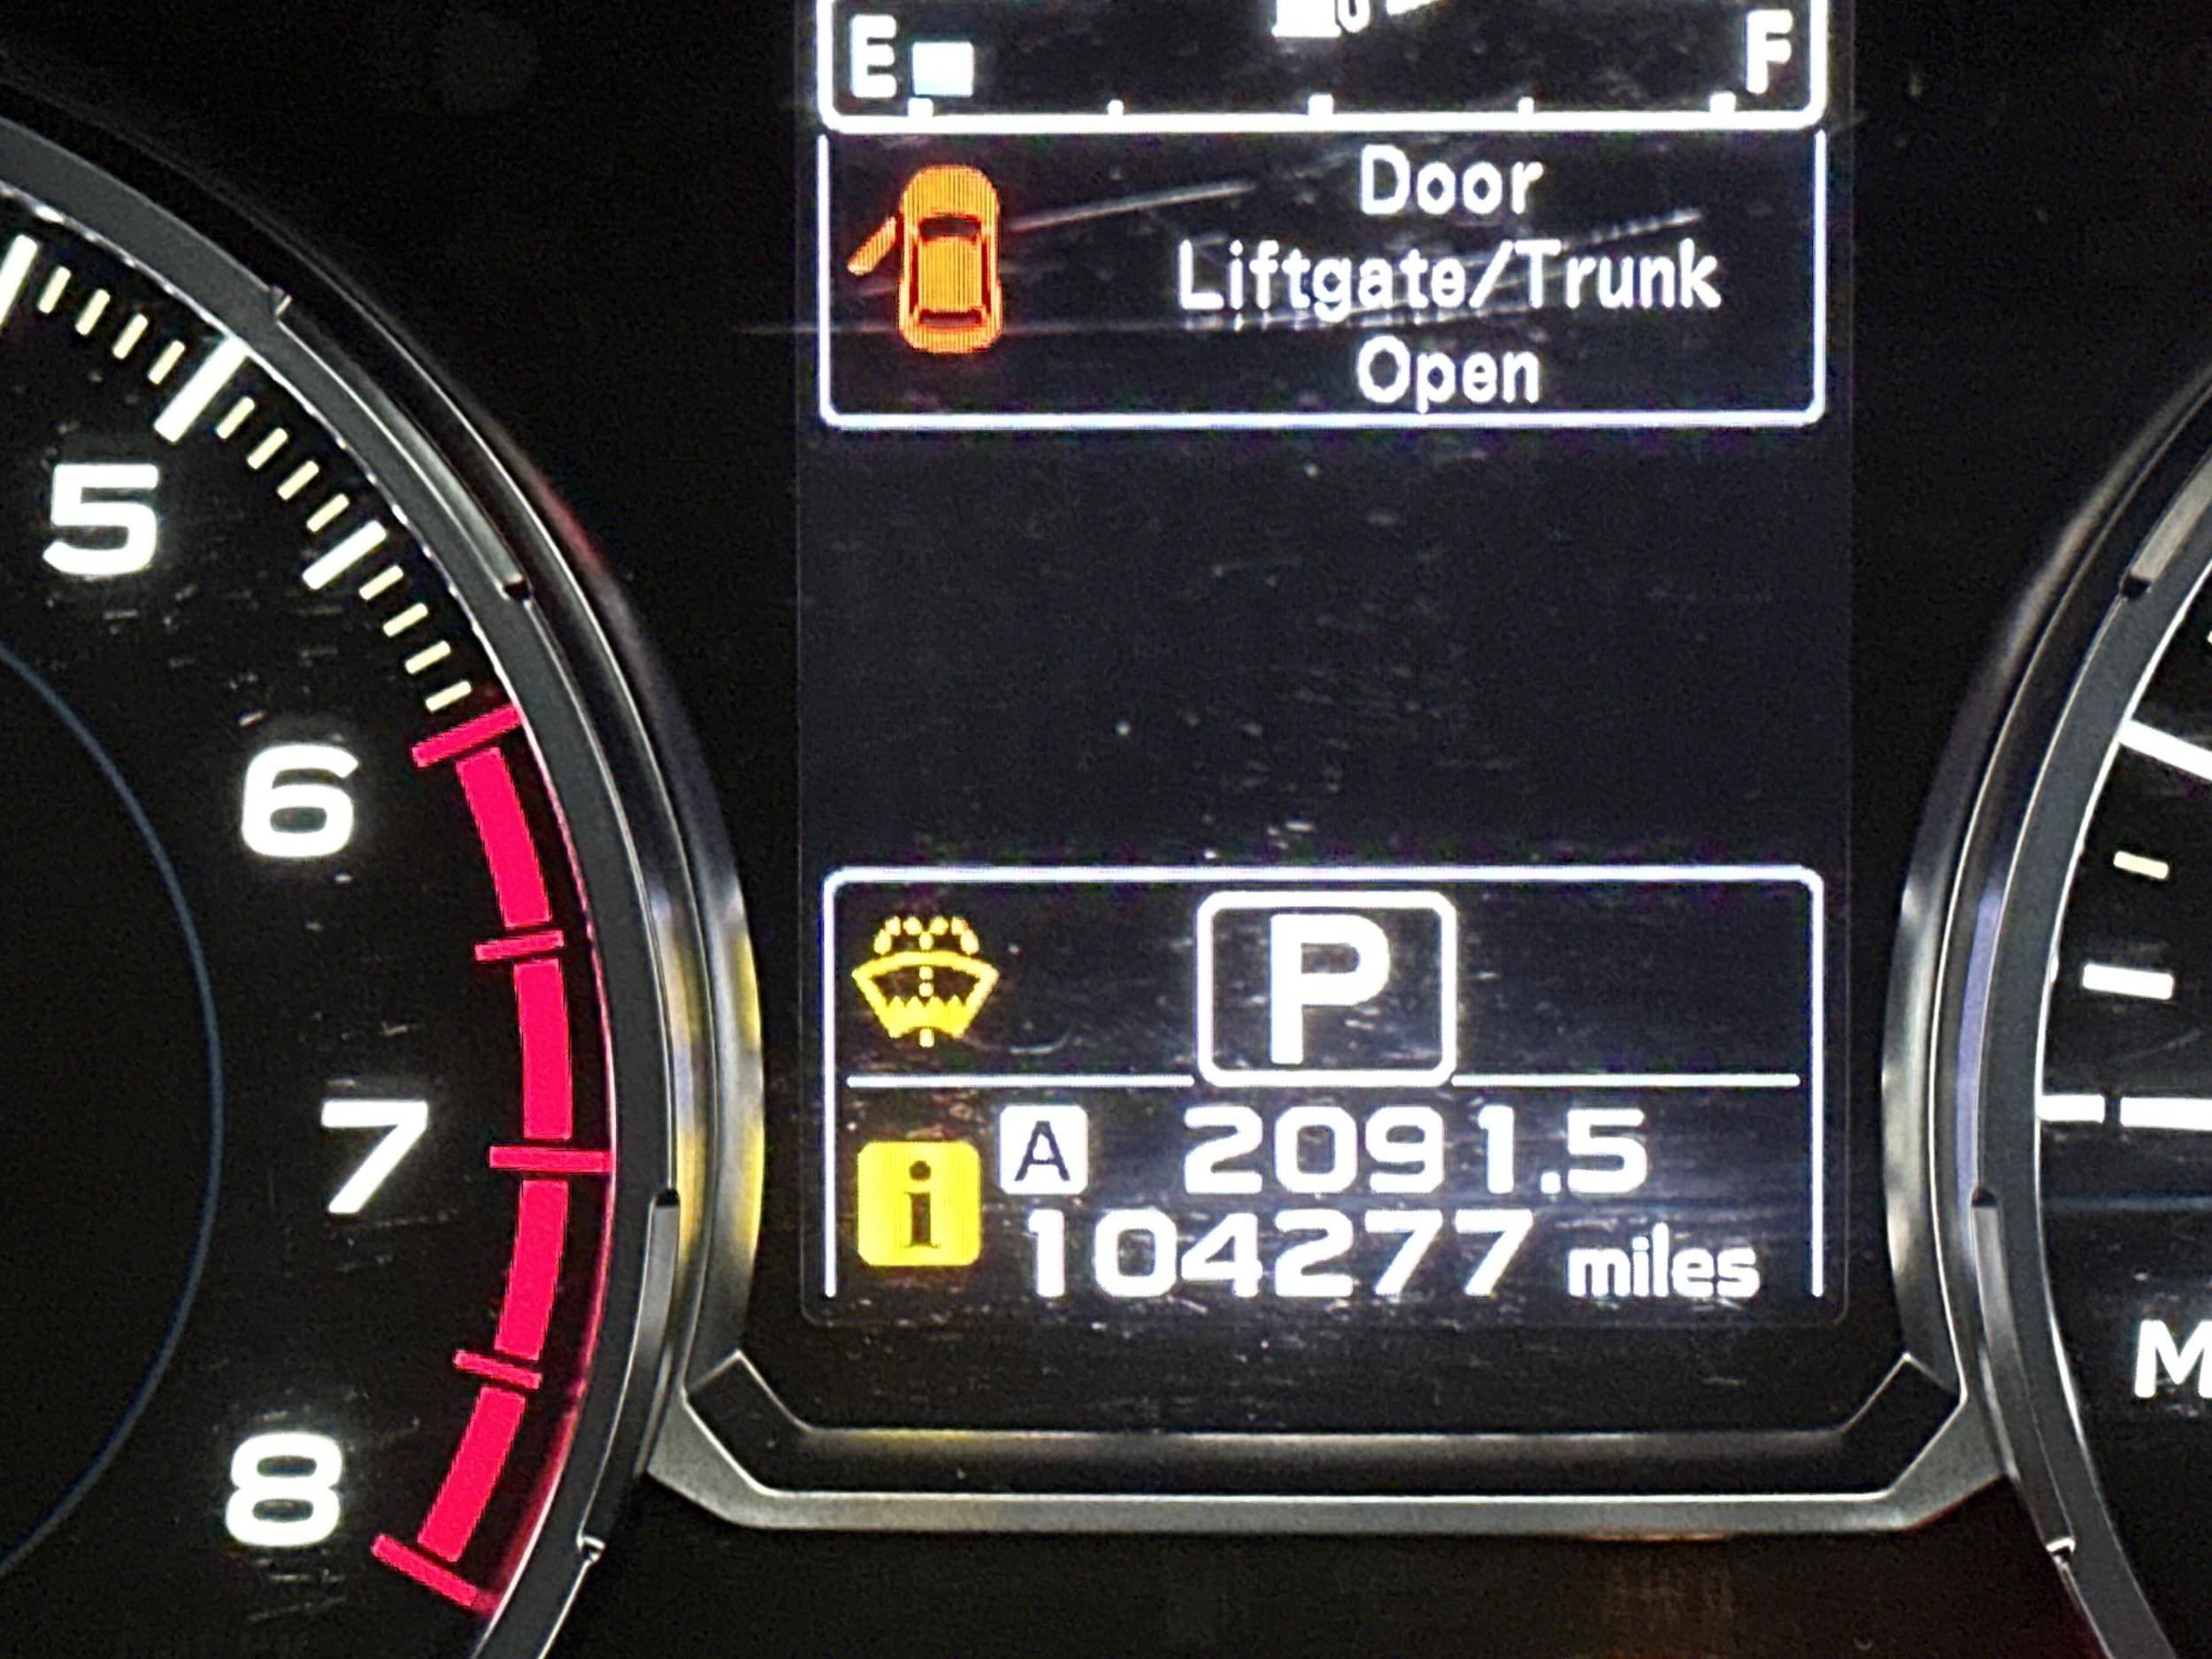 E F
Door
Liftgate/Trunk
Open
5
6
7
8
P
A 2091.5
i 104277 miles
M